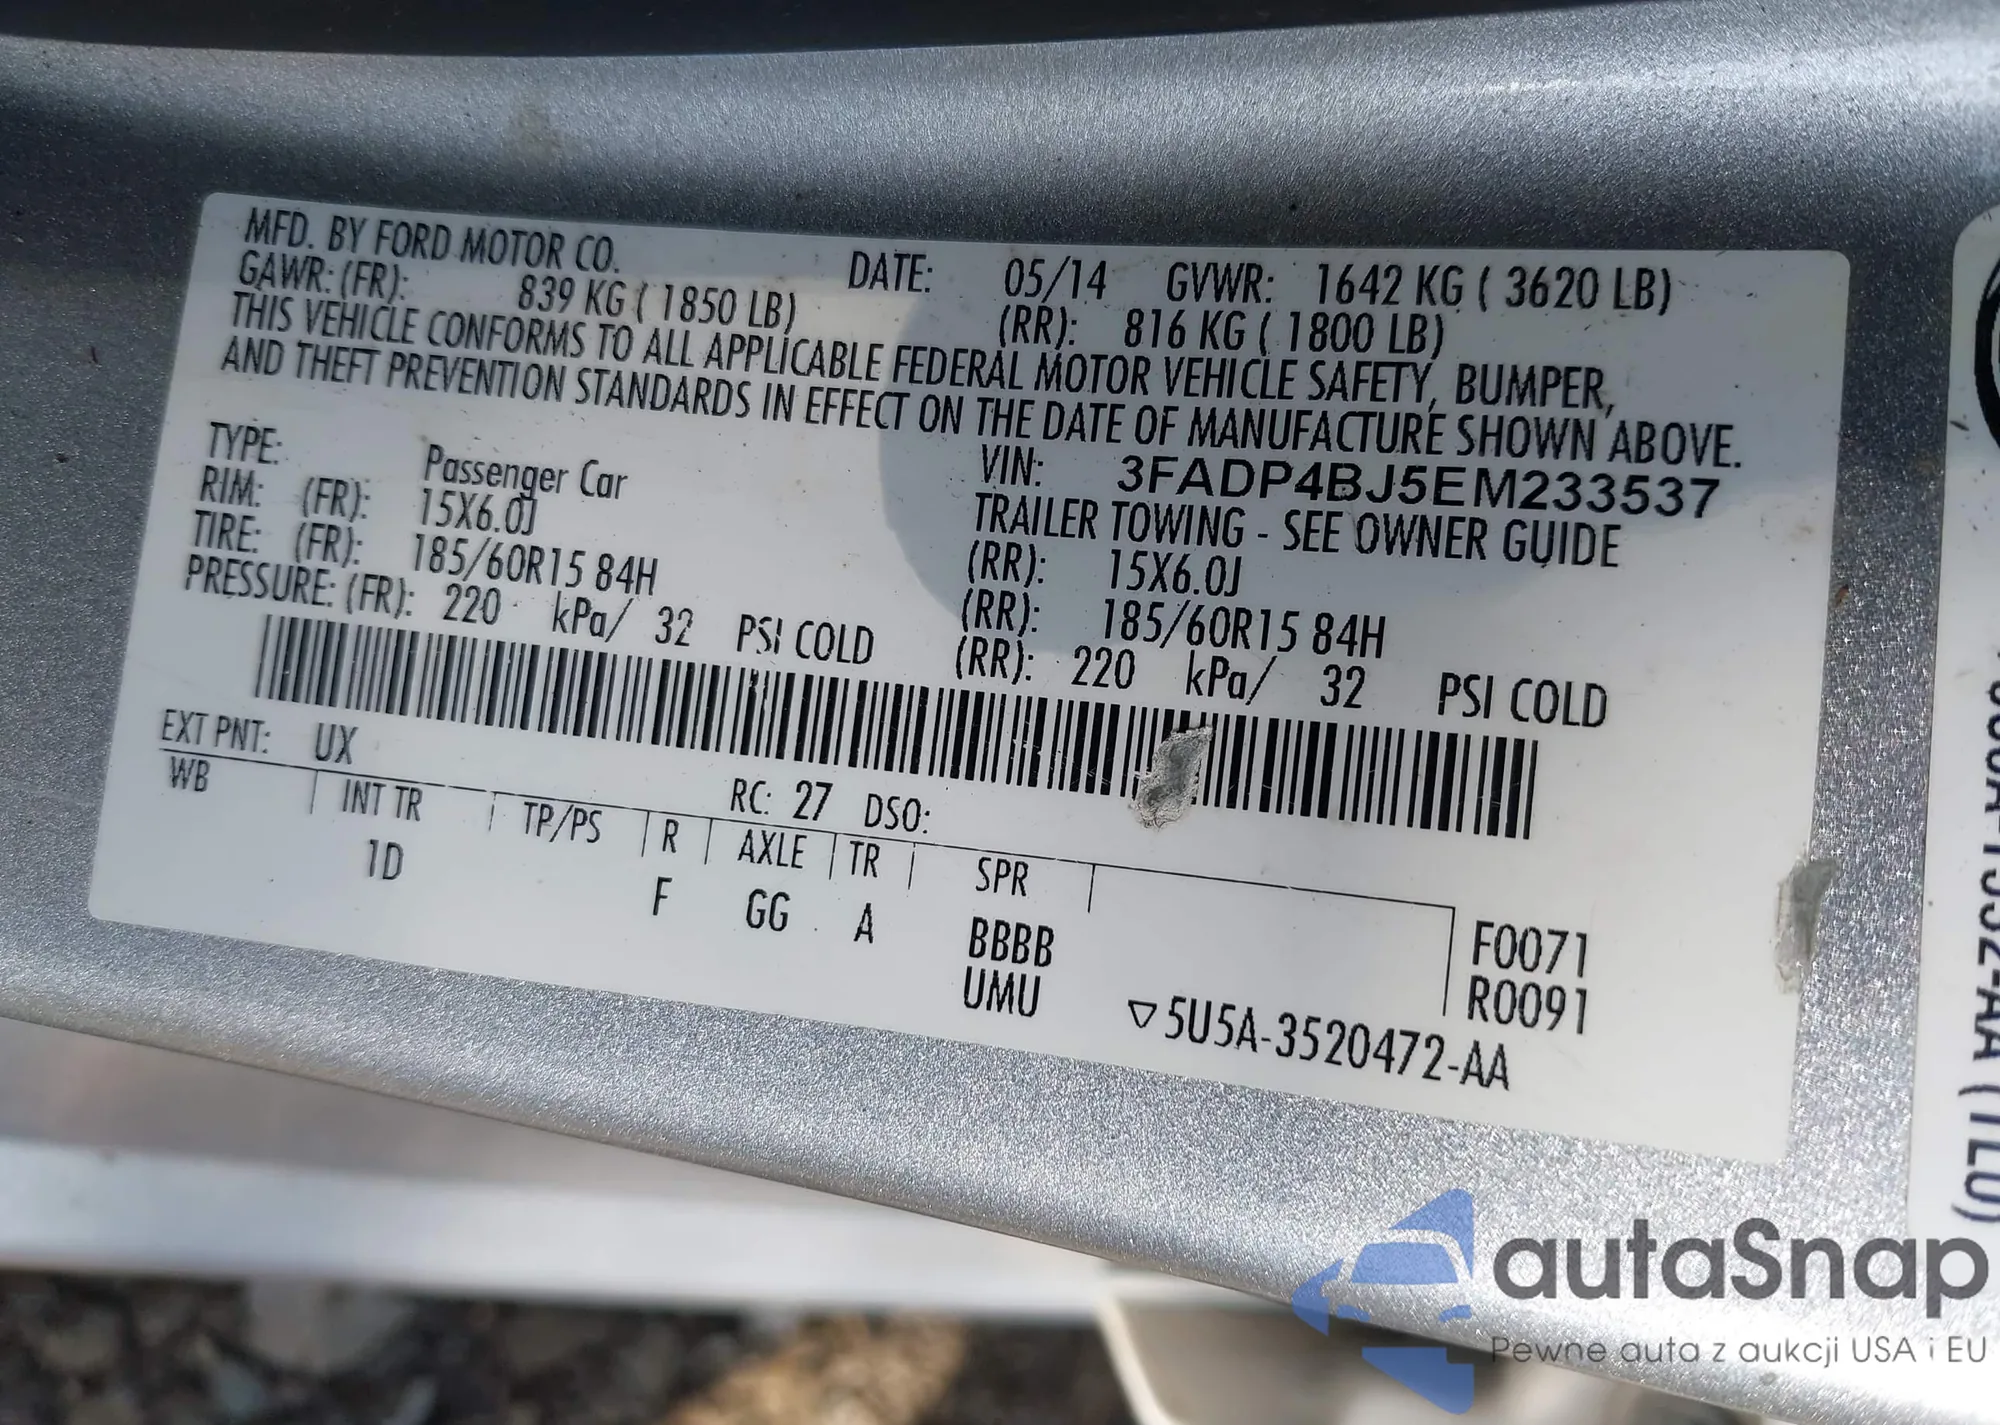 MFD. BY FORD MOTOR CO. DATE: 05/14 GVWR: 1642 KG ( 3620 LB)
GAWR: (FR): 839 KG ( 1850 LB) (RR): 816 KG ( 1800 LB)
THIS VEHICLE CONFORMS TO ALL APPLICABLE FEDERAL MOTOR VEHICLE SAFETY, BUMPER,
AND THEFT PREVENTION STANDARDS IN EFFECT ON THE DATE OF MANUFACTURE SHOWN ABOVE.
VIN: 3FADP4BJ5EM233537
TYPE: Passenger Car TRAILER TOWING - SEE OWNER GUIDE
RIM: (FR): 15X6.0J (RR): 15X6.0J
TIRE: (FR): 185/60R15 84H (RR): 185/60R15 84H
PRESSURE: (FR): 220 kPa/ 32 PSI COLD (RR): 220 kPa/ 32 PSI COLD
EXT PNT: UX RC: 27 DSO:
WB INT TR TP/PS R AXLE TR SPR
1D F GG A BBBB F0071
UMU R0091
▽5U5A-3520472-AA
autaSnap
Pewne auta z aukcji USA i EU